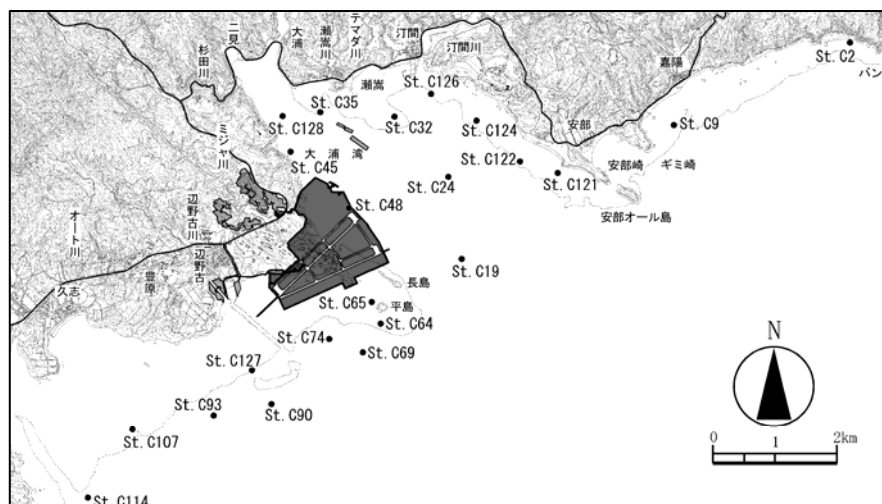 二見
杉田川
大浦
瀬嵩川
テマダ川
汀間
汀間川
瀬嵩
嘉陽
St. C2
バン
St. C126
St. C35
St. C128
St. C32
St. C124
安部
St. C9
大浦湾
ミジャ川
St. C45
St. C122
安部崎
ギミ崎
St. C24
St. C121
St. C48
安部オール島
辺野古川
オート川
辺野古
豊原
久志
St. C19
長島
St. C65
平島
St. C64
St. C74
St. C69
St. C127
N
St. C93
St. C90
St. C107
0 1 2km
St. C114